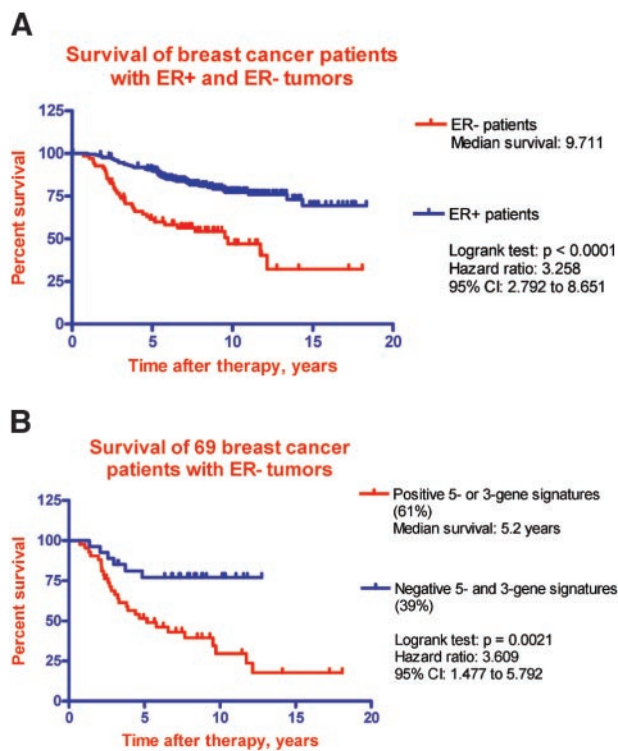 A
Survival of breast cancer patients
with ER+ and ER- tumors
125
100
75
50
25
0
0
5
10
15
20
Percent survival
Time after therapy, years
ER- patients
Median survival: 9.711
ER+ patients
Logrank test: p < 0.0001
Hazard ratio: 3.258
95% CI: 2.792 to 8.651
B
Survival of 69 breast cancer
patients with ER- tumors
125
100
75
50
25
0
0
5
10
15
20
Percent survival
Time after therapy, years
Positive 5- or 3-gene signatures
(61%)
Median survival: 5.2 years
Negative 5- and 3-gene signatures
(39%)
Logrank test: p = 0.0021
Hazard ratio: 3.609
95% CI: 1.477 to 5.792